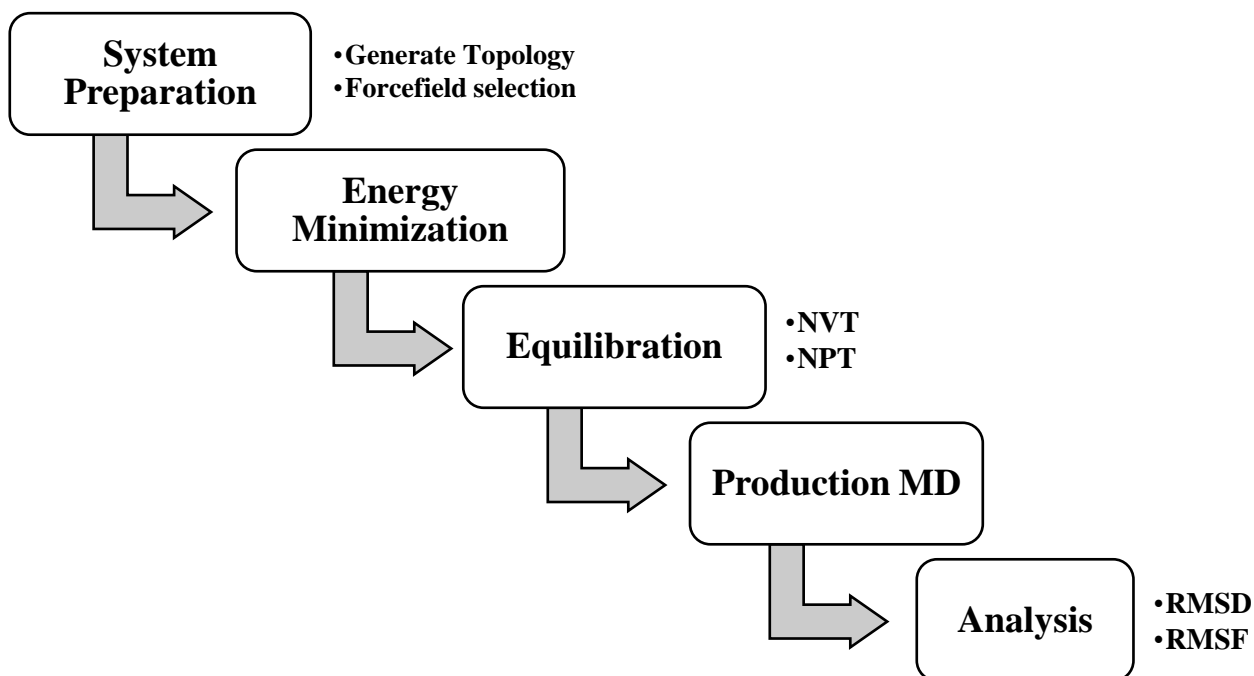 System
Preparation
•Generate Topology
•Forcefield selection
Energy
Minimization
Equilibration
•NVT
•NPT
Production MD
Analysis
•RMSD
•RMSF